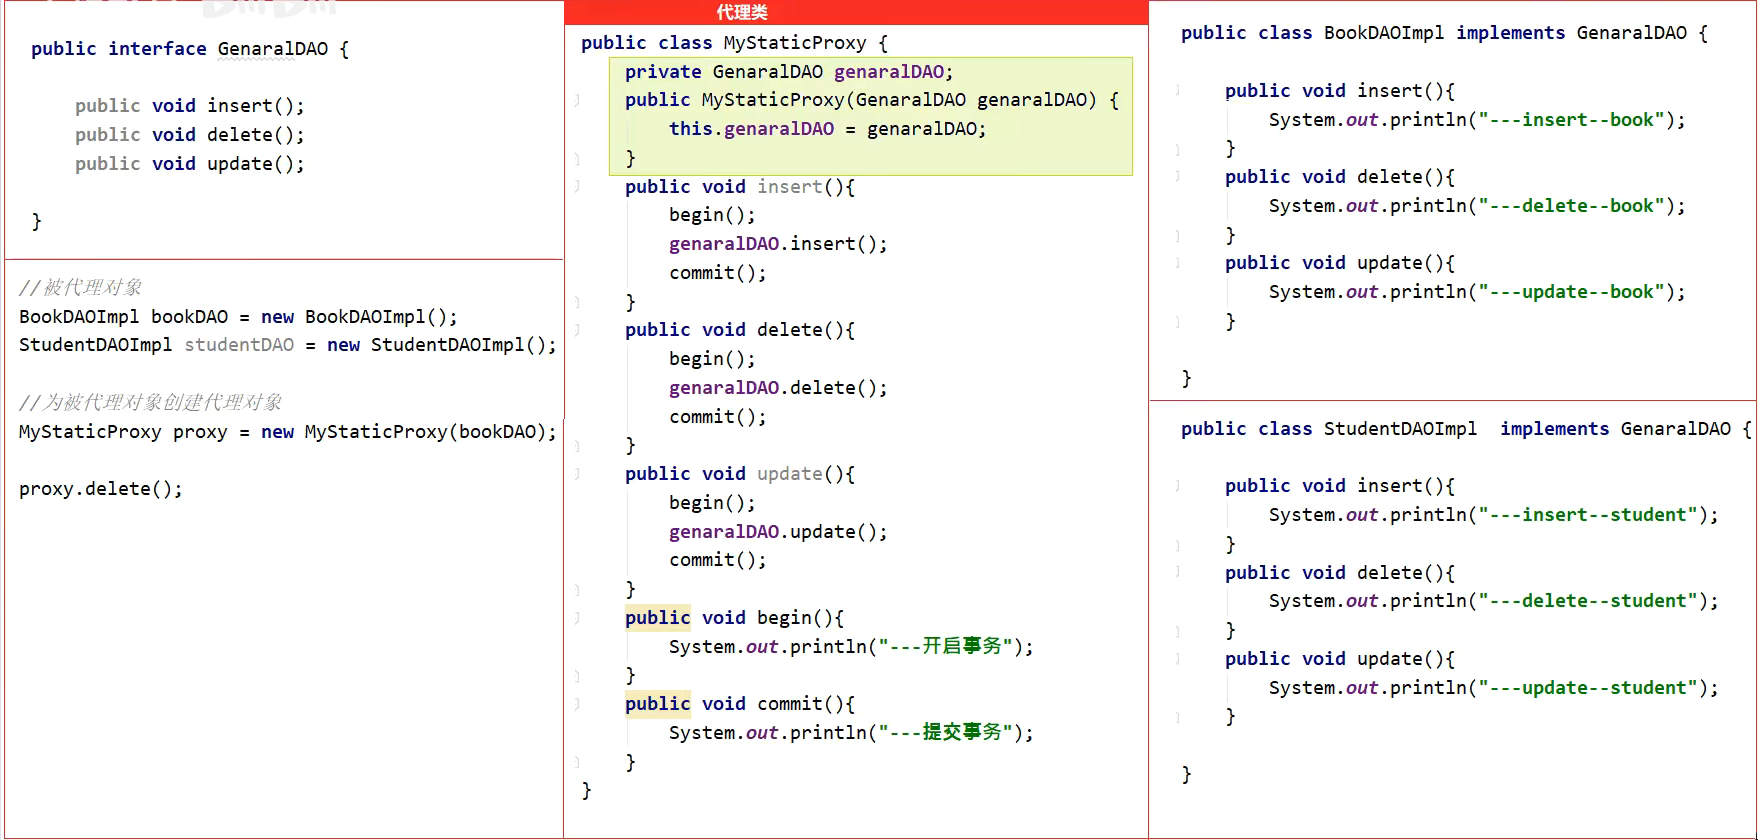 public interface GenaralDAO {
public void insert();
public void delete();
public void update();
}
//被代理对象
BookDAOImpl bookDAO = new BookDAOImpl();
StudentDAOImpl studentDAO = new StudentDAOImpl();
//为被代理对象创建代理对象
MyStaticProxy proxy = new MyStaticProxy(bookDAO);
proxy.delete();
代理类
public class MyStaticProxy {
private GenaralDAO genaralDAO;
public MyStaticProxy(GenaralDAO genaralDAO) {
this.genaralDAO = genaralDAO;
}
public void insert(){
begin();
genaralDAO.insert();
commit();
}
public void delete(){
begin();
genaralDAO.delete();
commit();
}
public void update(){
begin();
genaralDAO.update();
commit();
}
public void begin(){
System.out.println("---开启事务");
}
public void commit(){
System.out.println("---提交事务");
}
}
public class BookDAOImpl implements GenaralDAO {
public void insert(){
System.out.println("---insert--book");
}
public void delete(){
System.out.println("---delete--book");
}
public void update(){
System.out.println("---update--book");
}
}
public class StudentDAOImpl  implements GenaralDAO {
public void insert(){
System.out.println("---insert--student");
}
public void delete(){
System.out.println("---delete--student");
}
public void update(){
System.out.println("---update--student");
}
}